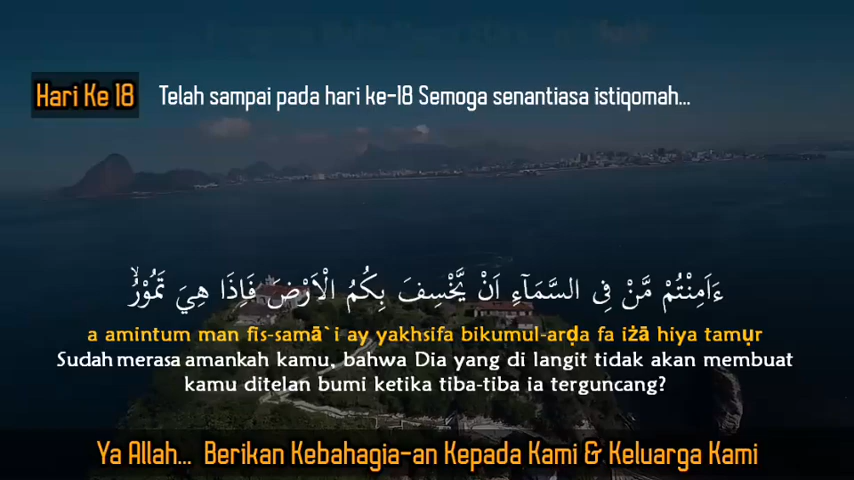 Hari Ke 18
Telah sampai pada hari ke-18 Semoga senantiasa istiqomah...
ءَاَمِنْتُمْ مَّنْ فِى السَّمَاۤءِ اَنْ يَّخْسِفَ بِكُمُ الْاَرْضَ فَاِذَا هِيَ تَمُوْرُۙ
a amintum man fis-samā`i ay yakhsifa bikumul-arḍa fa iżā hiya tamụr
Sudah merasa amankah kamu, bahwa Dia yang di langit tidak akan membuat
kamu ditelan bumi ketika tiba-tiba ia terguncang?
Ya Allah... Berikan Kebahagia-an Kepada Kami & Keluarga Kami